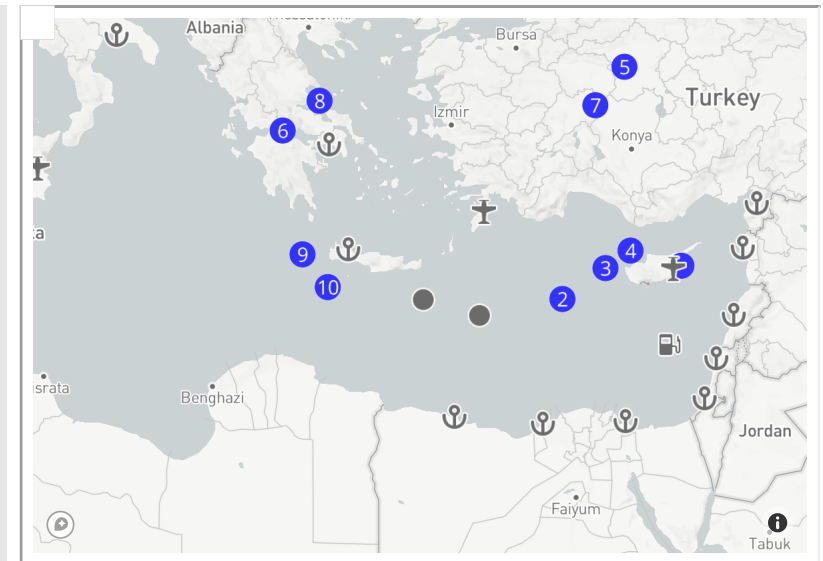 Albania
Bursa
5
Turkey
8
7
Izmir
6
Konya
4
9
3
10
2
Benghazi
Jordan
Faiyum
i
Tabuk